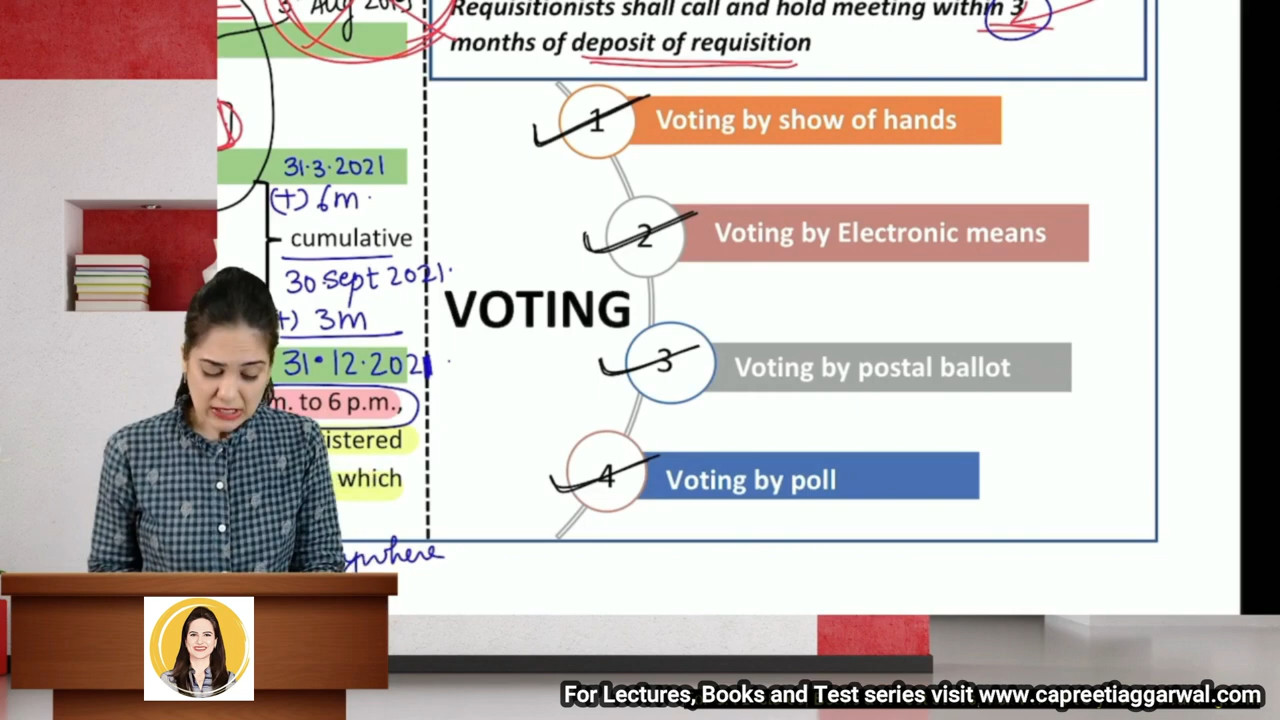 Aug
31·3·2021
(+) 6m·
cumulative
30 Sept 2021·
3m
31·12·2021
m. to 6 p.m.,
istered
which
ywhere
Requisitionists shall call and hold meeting within 3
months of deposit of requisition
VOTING
1 Voting by show of hands
2 Voting by Electronic means
3 Voting by postal ballot
4 Voting by poll
For Lectures, Books and Test series visit www.capreetiaggarwal.com